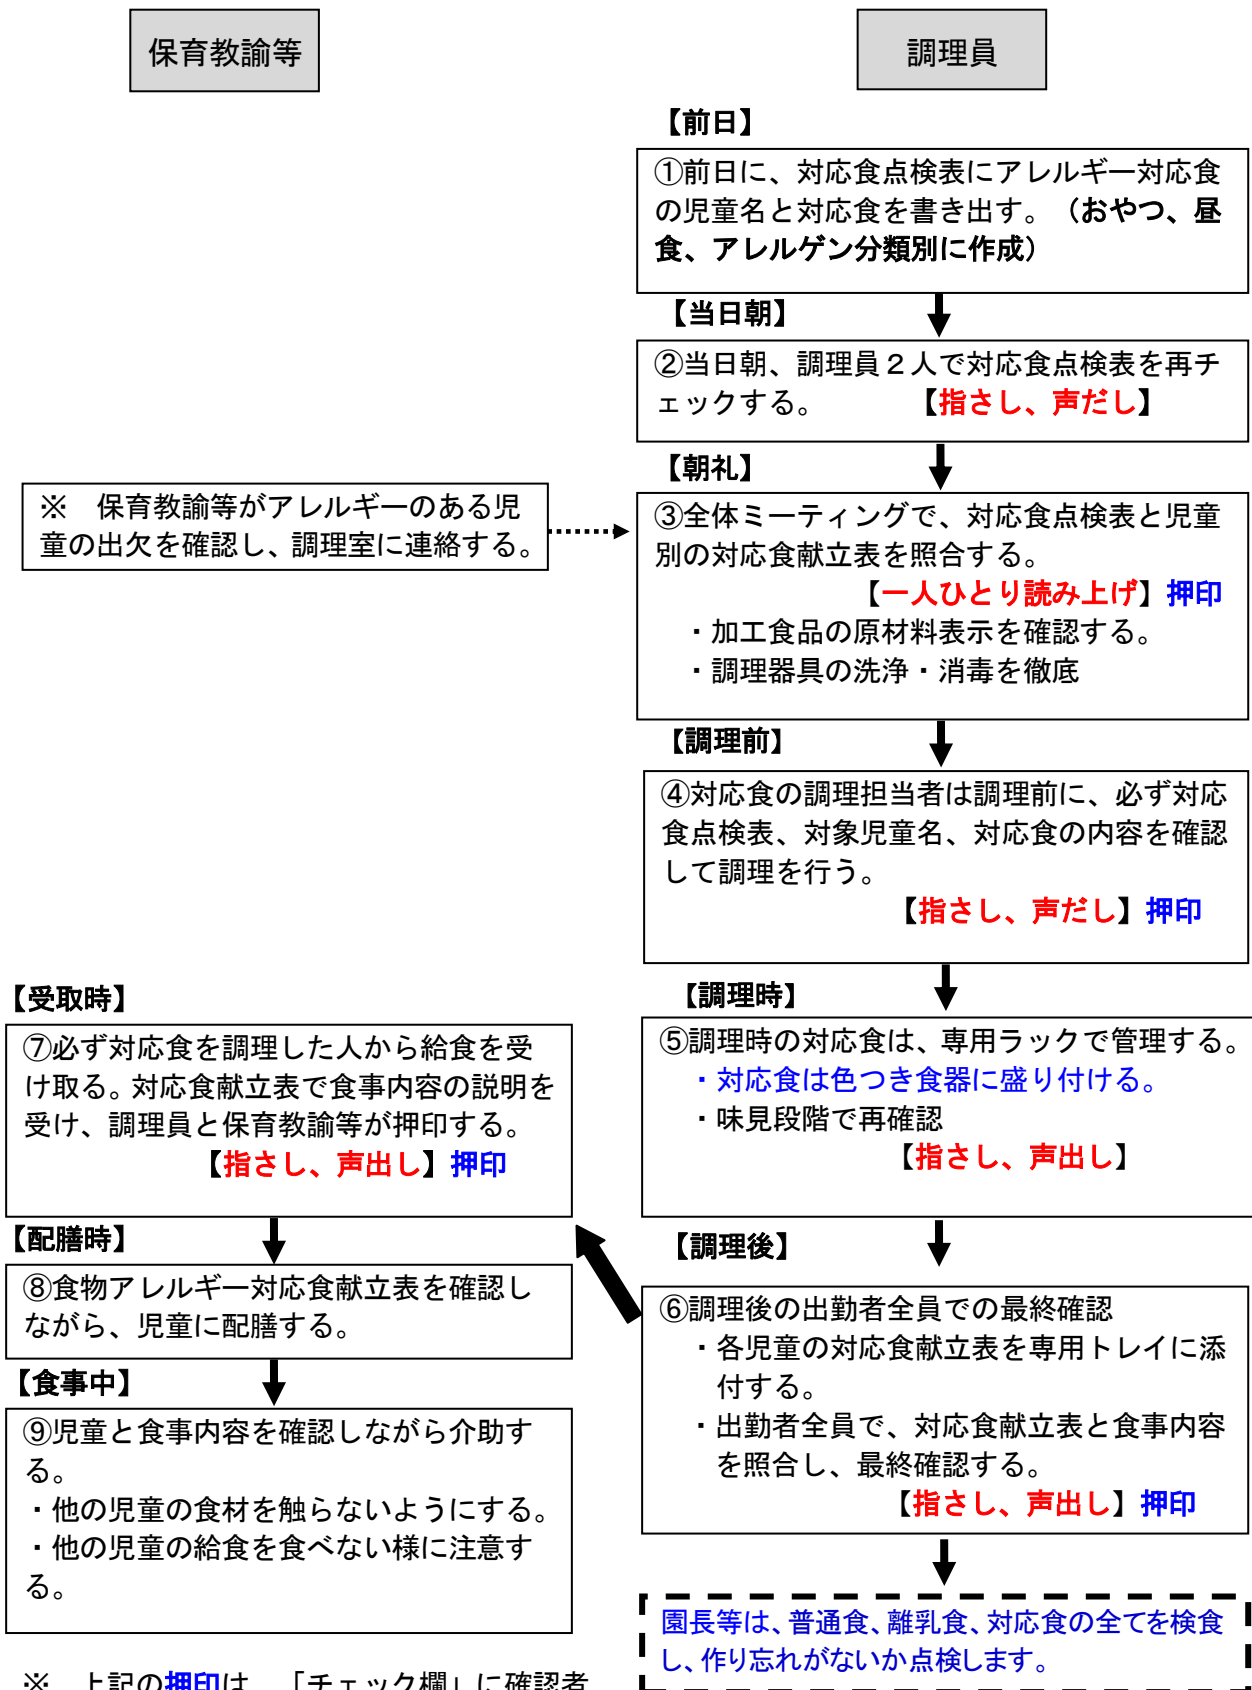 保育教諭等
調理員
【前日】
①前日に、対応食点検表にアレルギー対応食
の児童名と対応食を書き出す。（おやつ、昼
食、アレルゲン分類別に作成）
【当日朝】
②当日朝、調理員２人で対応食点検表を再チ
ェックする。　【指さし、声だし】
【朝礼】
※　保育教諭等がアレルギーのある児
童の出欠を確認し、調理室に連絡する。
③全体ミーティングで、対応食点検表と児童
別の対応食献立表を照合する。
【一人ひとり読み上げ】押印
・加工食品の原材料表示を確認する。
・調理器具の洗浄・消毒を徹底
【調理前】
④対応食の調理担当者は調理前に、必ず対応
食点検表、対象児童名、対応食の内容を確認
して調理を行う。
【指さし、声だし】押印
【調理時】
⑤調理時の対応食は、専用ラックで管理する。
・対応食は色つき食器に盛り付ける。
・味見段階で再確認
【指さし、声出し】
【調理後】
⑥調理後の出勤者全員での最終確認
・各児童の対応食献立表を専用トレイに添
付する。
・出勤者全員で、対応食献立表と食事内容
を照合し、最終確認する。
【指さし、声出し】押印
園長等は、普通食、離乳食、対応食の全てを検食
し、作り忘れがないか点検します。
【受取時】
⑦必ず対応食を調理した人から給食を受
け取る。対応食献立表で食事内容の説明を
受け、調理員と保育教諭等が押印する。
【指さし、声出し】押印
【配膳時】
⑧食物アレルギー対応食献立表を確認し
ながら、児童に配膳する。
【食事中】
⑨児童と食事内容を確認しながら介助す
る。
・他の児童の食材を触らないようにする。
・他の児童の給食を食べない様に注意す
る。
※　上記の押印は、「チェック欄」に確認者